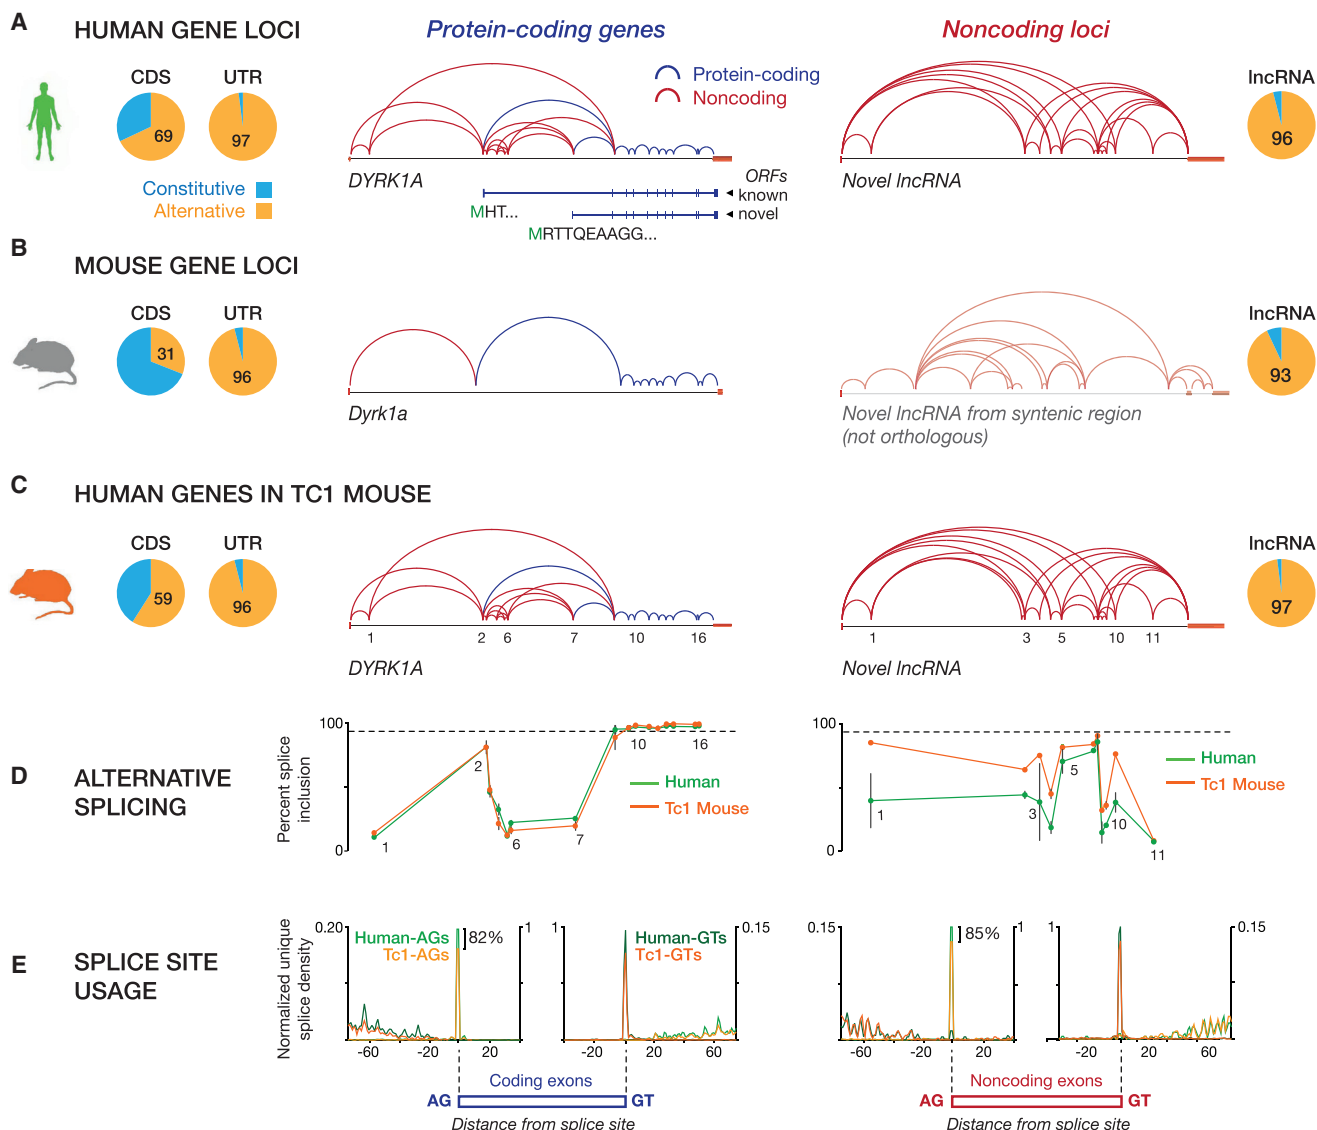 A
HUMAN GENE LOCI
Protein-coding genes
Noncoding loci
CDS
UTR
69
97
Constitutive
Alternative
Protein-coding
Noncoding
lncRNA
96
DYRK1A
ORFs
known
novel
MHT...
MRTTQEAAGG...
Novel lncRNA
B
MOUSE GENE LOCI
CDS
UTR
31
96
Dyrk1a
Novel lncRNA from syntenic region
(not orthologous)
lncRNA
93
C
HUMAN GENES IN TC1 MOUSE
CDS
UTR
59
96
1 2 6 7 10 16
DYRK1A
1 3 5 10 11
Novel lncRNA
lncRNA
97
D
ALTERNATIVE
SPLICING
Percent splice
inclusion
100
0
1 2 6 7 10 16
Human
Tc1 Mouse
100
0
1 3 5 10 11
Human
Tc1 Mouse
E
SPLICE SITE
USAGE
Normalized unique
splice density
0.20
Human-AGs
Tc1-AGs
82%
1
-60 -20 20
1
Human-GTs
Tc1-GTs
0.15
-20 20 60
Coding exons
AG GT
Distance from splice site
0.15
85%
1
-60 -20 20
1
0.15
-20 20 60
Noncoding exons
AG GT
Distance from splice site